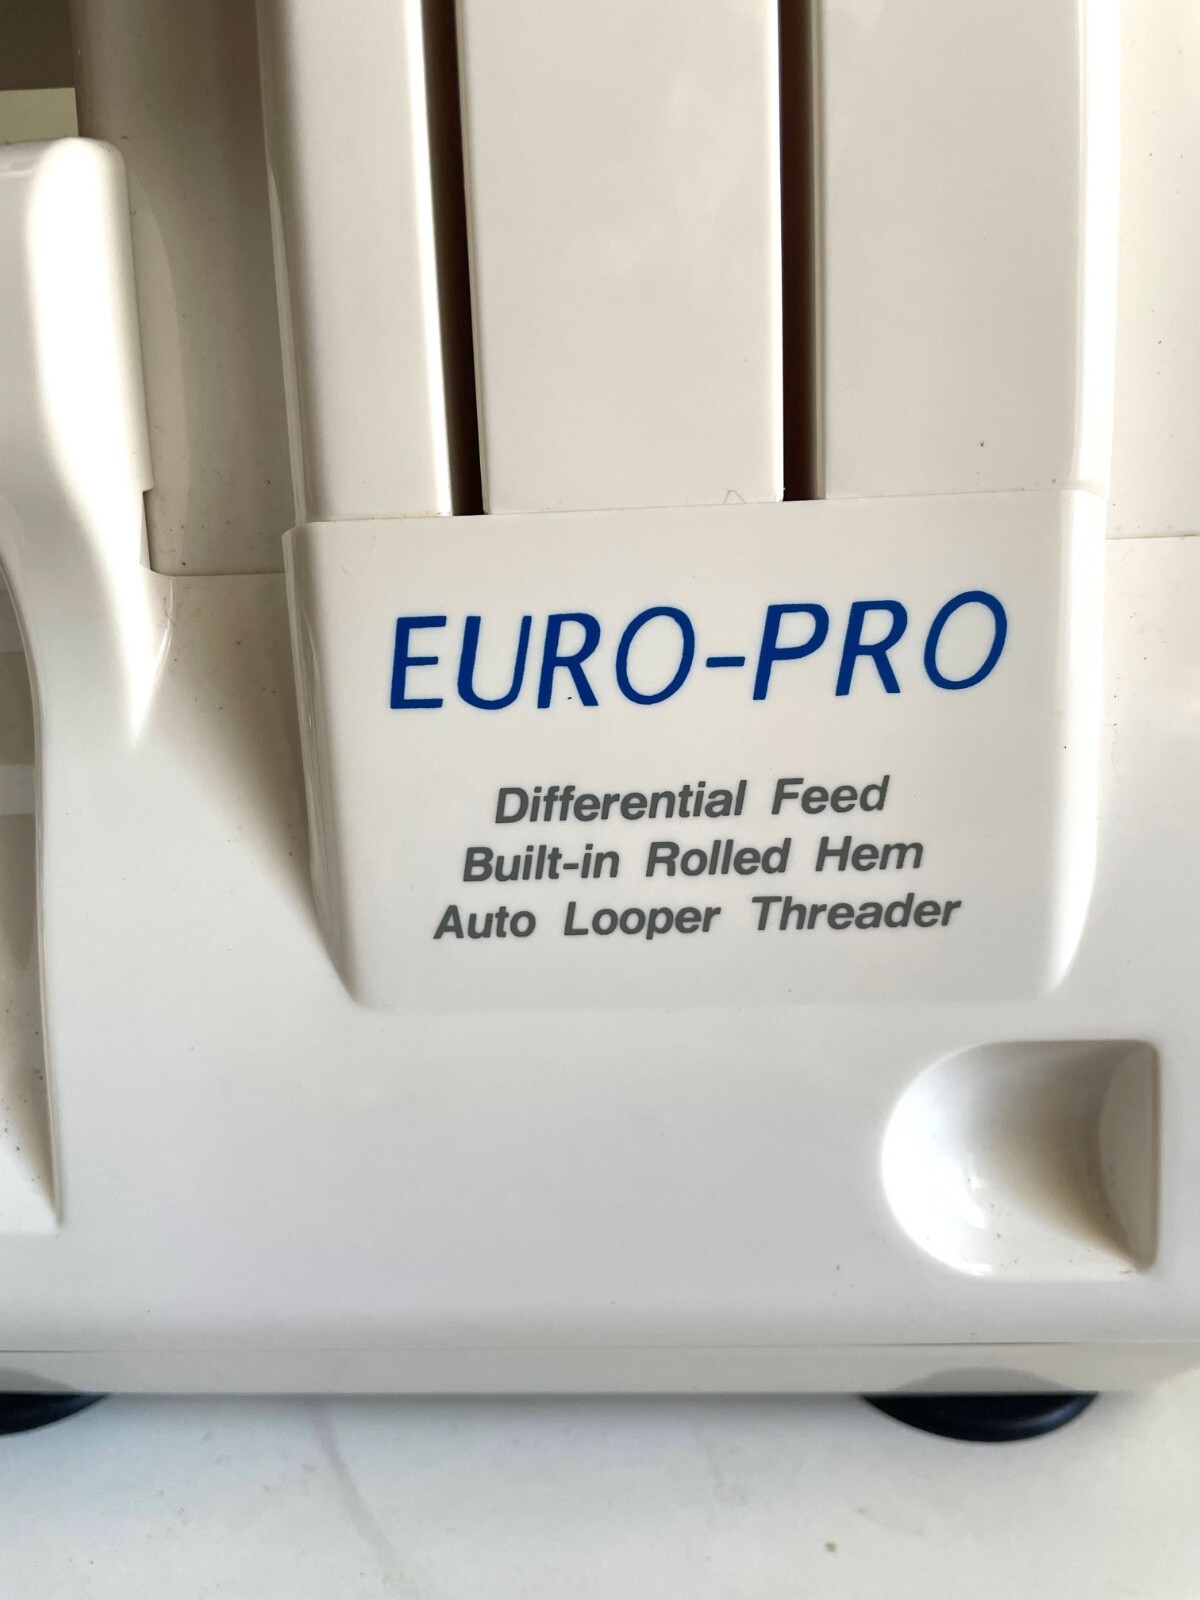 EURO-PRO
Differential Feed
Built-in Rolled Hem
Auto Looper Threader